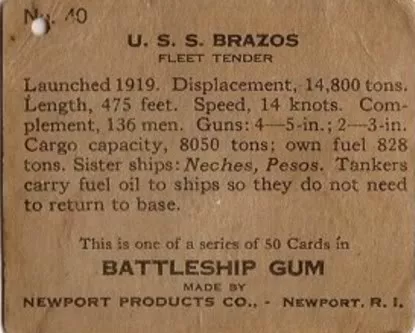 No. 40
U. S. S. BRAZOS
FLEET TENDER
Launched 1919. Displacement, 14,800 tons.
Length, 475 feet. Speed, 14 knots. Com-
plement, 136 men. Guns: 4—5-in.; 2—3-in.
Cargo capacity, 8050 tons; own fuel 828
tons. Sister ships: Neches, Pesos. Tankers
carry fuel oil to ships so they do not need
to return to base.
This is one of a series of 50 Cards in
BATTLESHIP GUM
MADE BY
NEWPORT PRODUCTS CO., - NEWPORT, R. I.